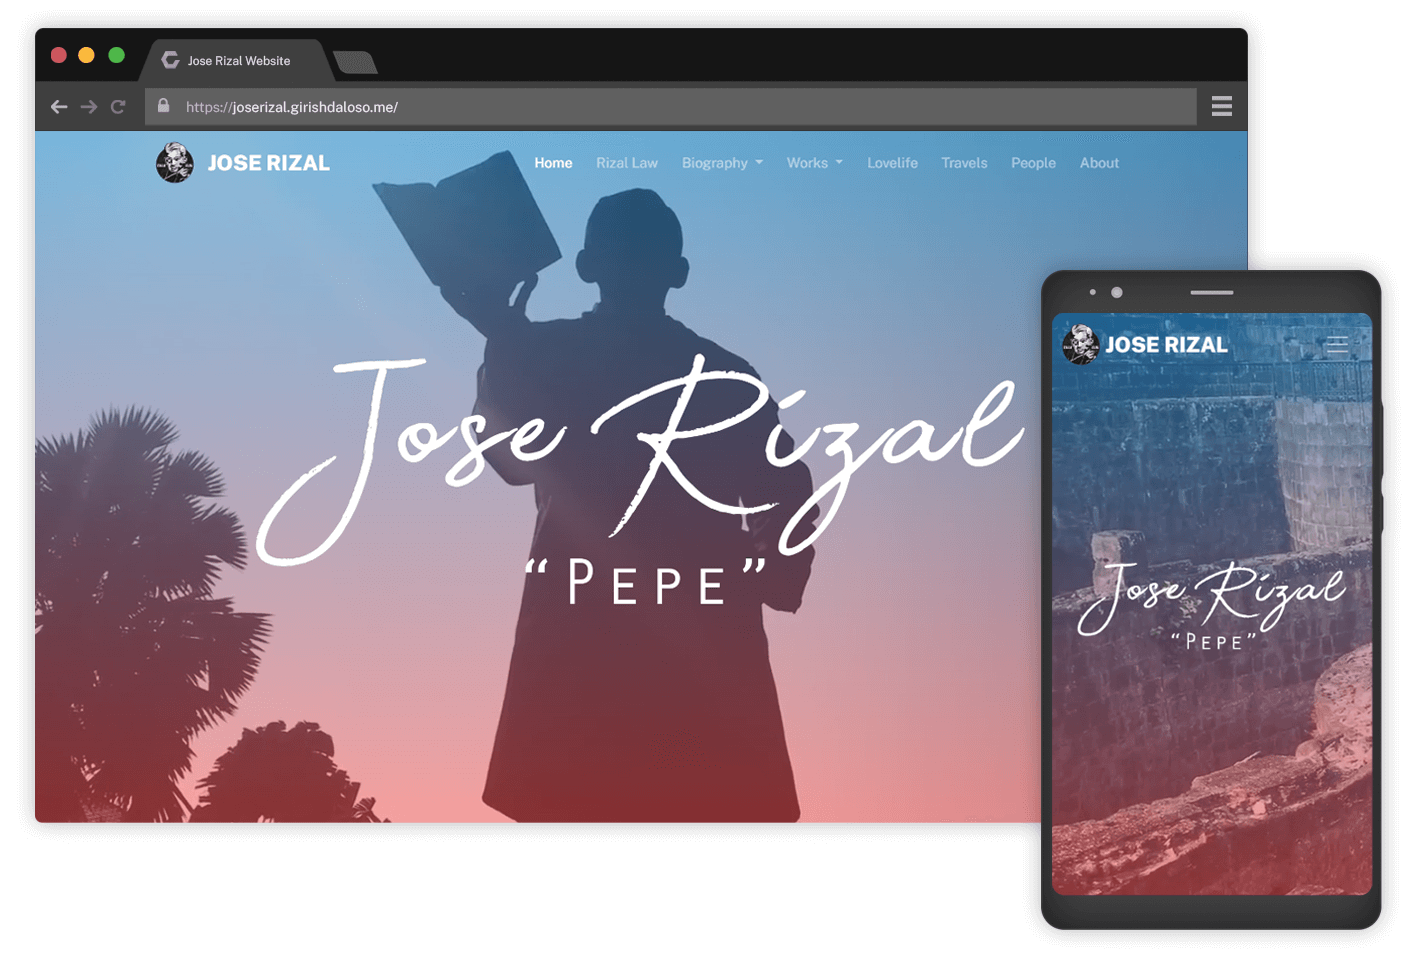 Jose Rizal Website
https://joserizal.girishdaloso.me/
JOSE RIZAL
Home Rizal Law Biography Works Lovelife Travels People About
Jose Rizal
“PEPE”
JOSE RIZAL
Jose Rizal
“PEPE”